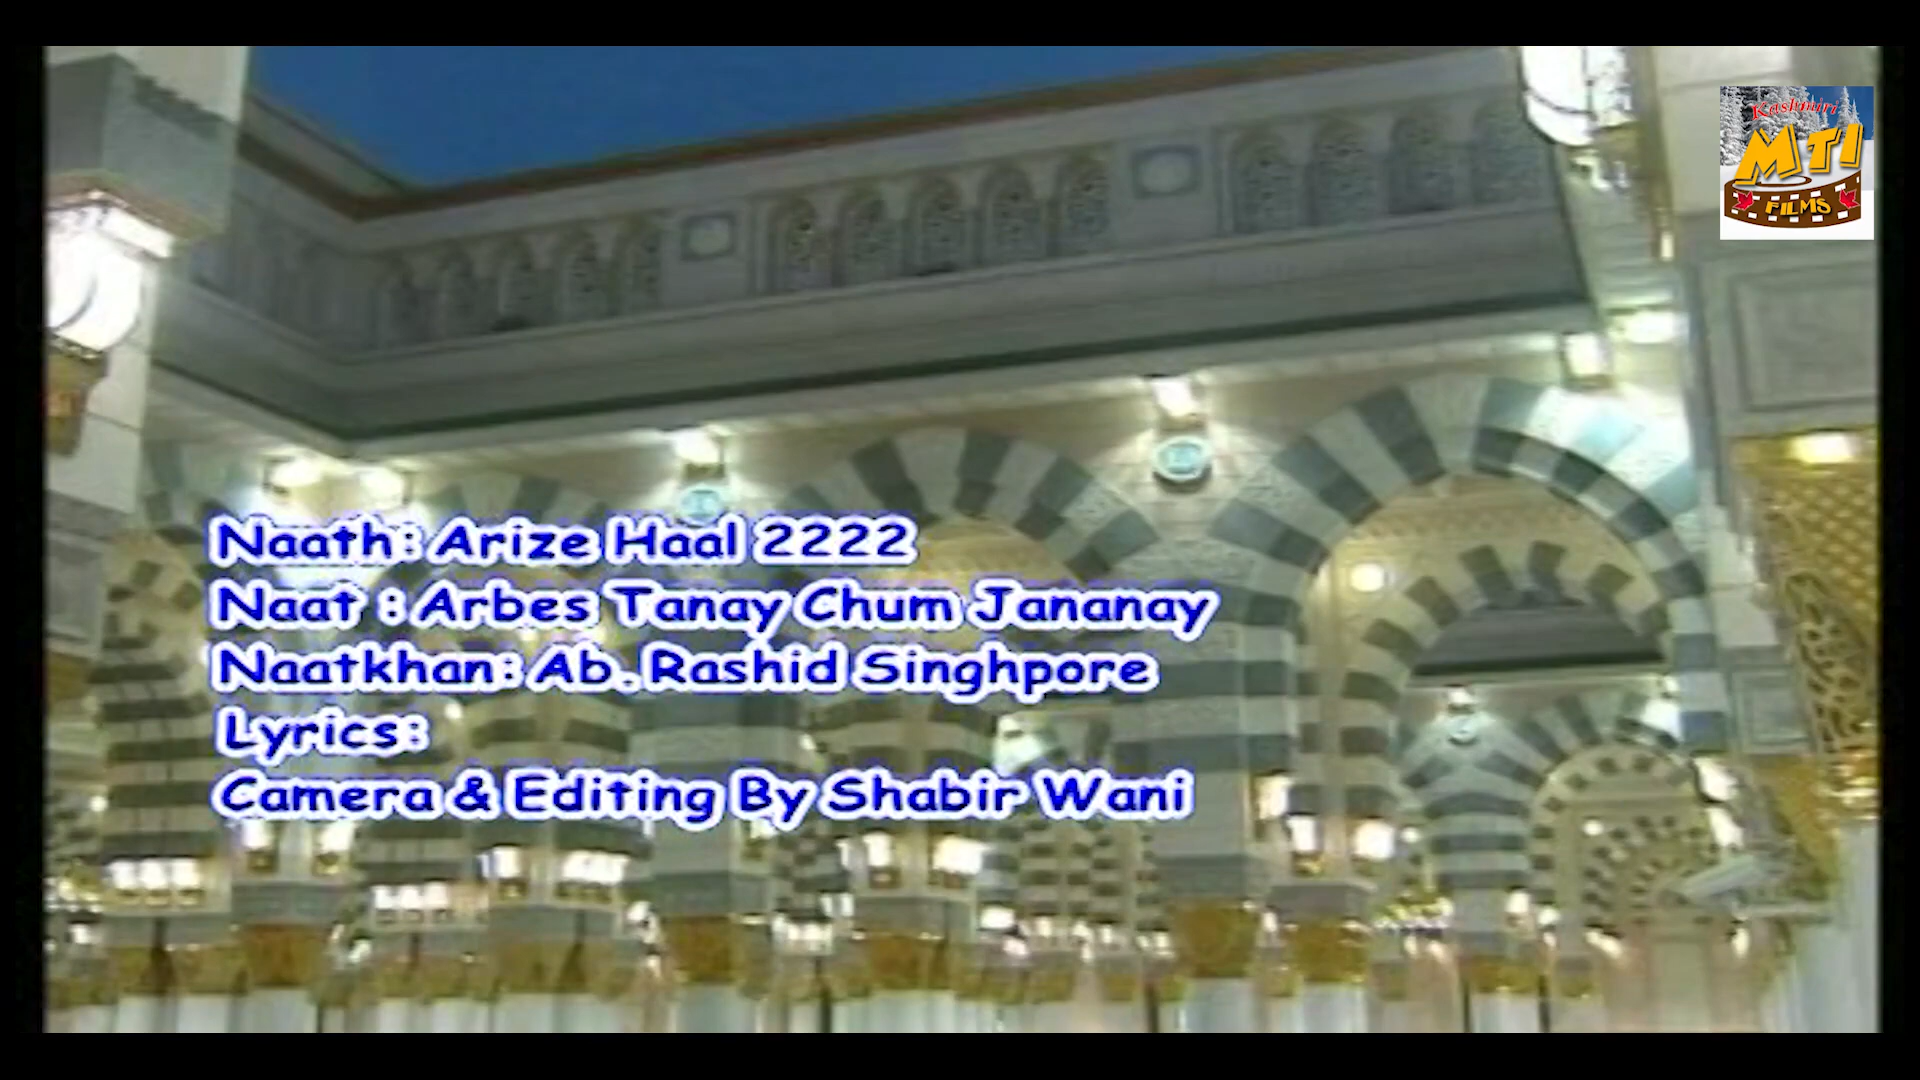 Kashmiri
MTI
FILMS
Naath: Arize Haal 2222
Naat : Arbes Tanay Chum Jananay
Naatkhan: Ab. Rashid Singhpore
Lyrics:
Camera & Editing By Shabir Wani